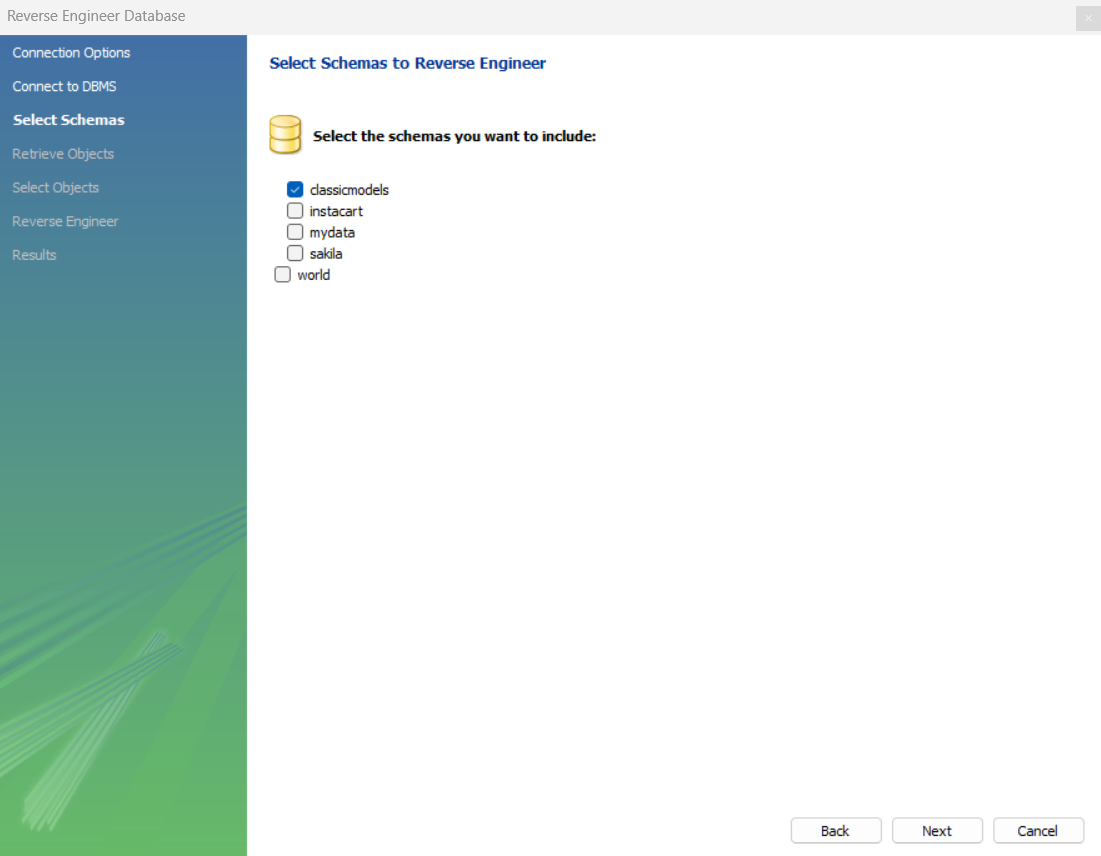 Reverse Engineer Database
Connection Options
Connect to DBMS
Select Schemas
Retrieve Objects
Select Objects
Reverse Engineer
Results
Select Schemas to Reverse Engineer
Select the schemas you want to include:
classicmodels
instacart
mydata
sakila
world
Back
Next
Cancel